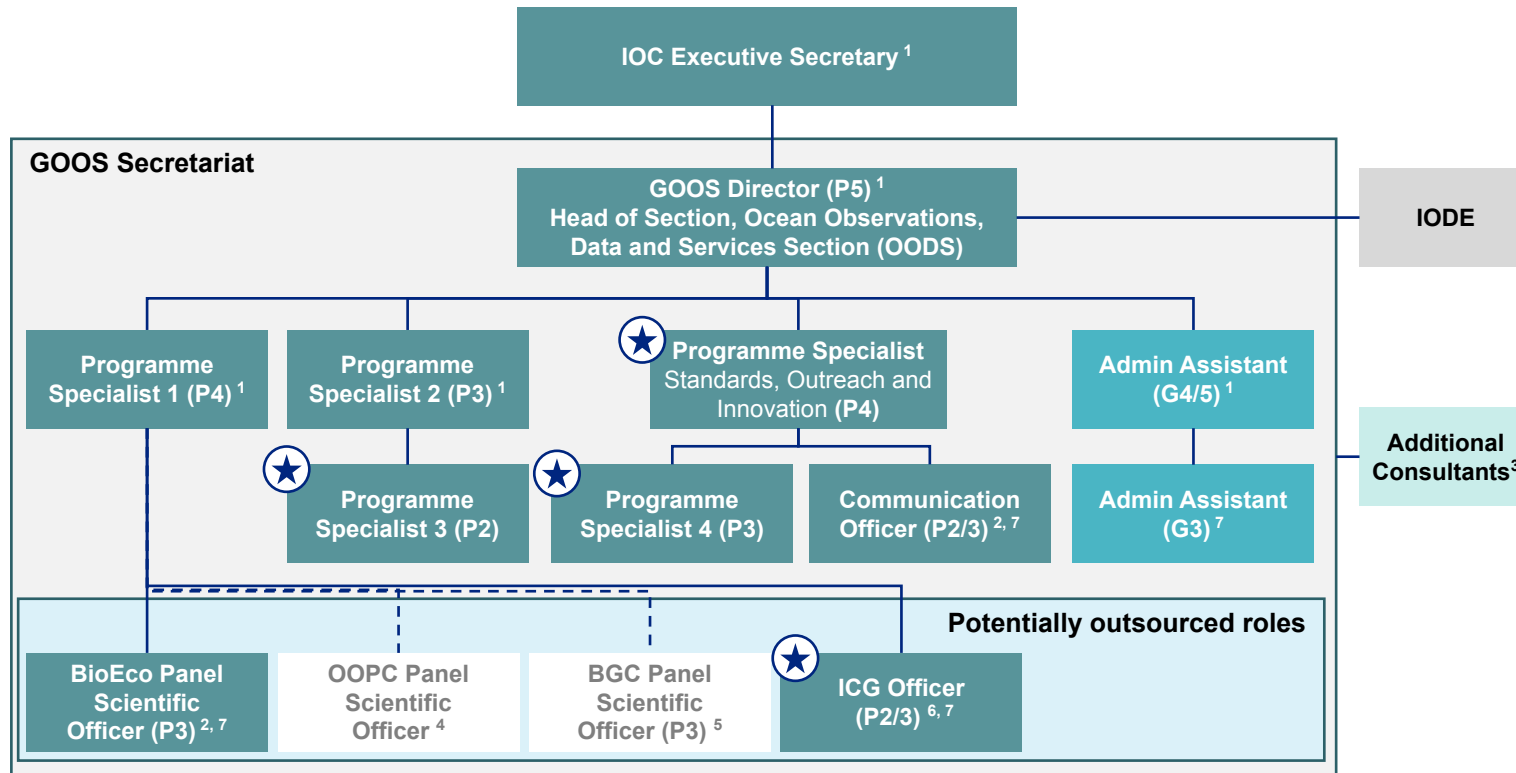 IOC Executive Secretary 1
GOOS Secretariat
GOOS Director (P5) 1
Head of Section, Ocean Observations,
Data and Services Section (OODS)
IODE
Programme
Specialist 1 (P4) 1
Programme
Specialist 2 (P3) 1
Programme Specialist
Standards, Outreach and
Innovation (P4)
Admin Assistant
(G4/5) 1
Additional
Consultants3
Programme
Specialist 3 (P2)
Programme
Specialist 4 (P3)
Communication
Officer (P2/3) 2, 7
Admin Assistant
(G3) 7
Potentially outsourced roles
BioEco Panel
Scientific
Officer (P3) 2, 7
OOPC Panel
Scientific
Officer 4
BGC Panel
Scientific
Officer (P3) 5
ICG Officer
(P2/3) 6, 7